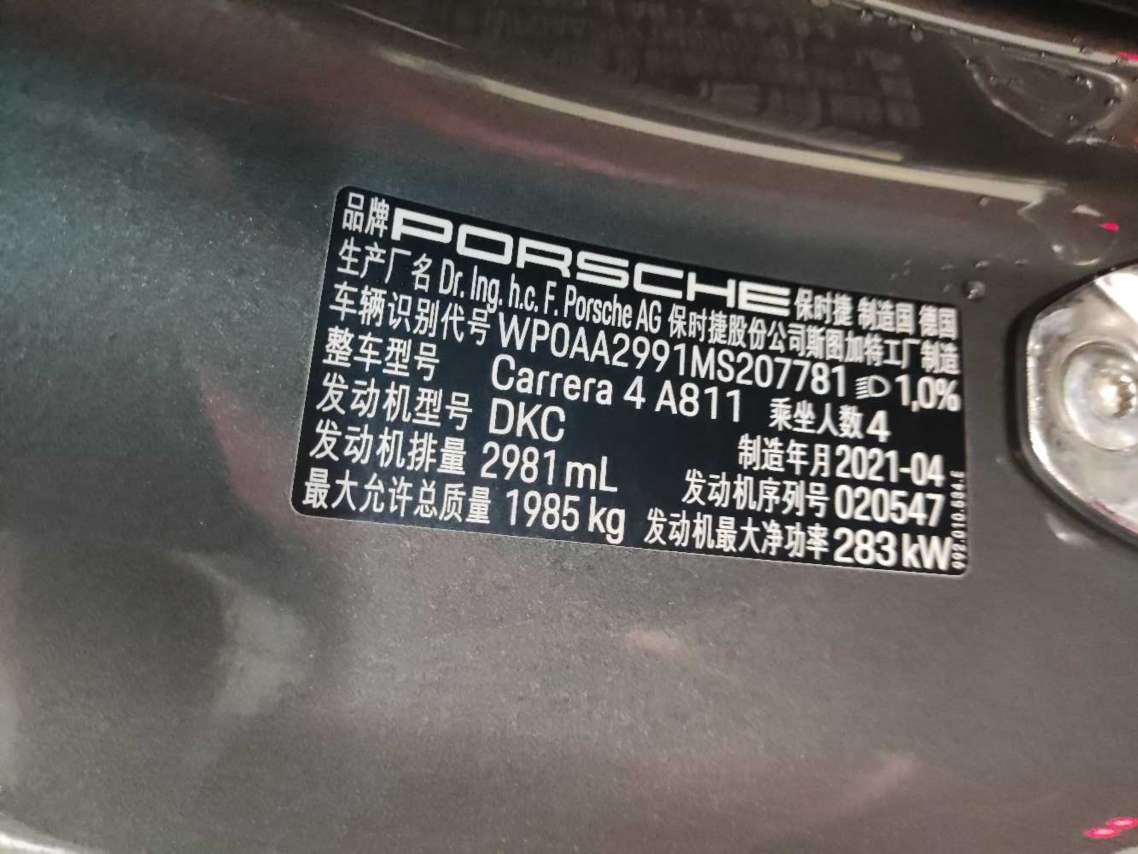 品牌 PORSCHE 保时捷 制造国 德国
生产厂名 Dr. Ing. h.c. F. Porsche AG 保时捷股份公司斯图加特工厂制造
车辆识别代号 WP0AA2991MS207781 1,0%
整车型号 Carrera 4 A811 乘坐人数 4
发动机型号 DKC 制造年月 2021-04
发动机排量 2981 mL 发动机序列号 020547
最大允许总质量 1985 kg 发动机最大净功率 283 kW